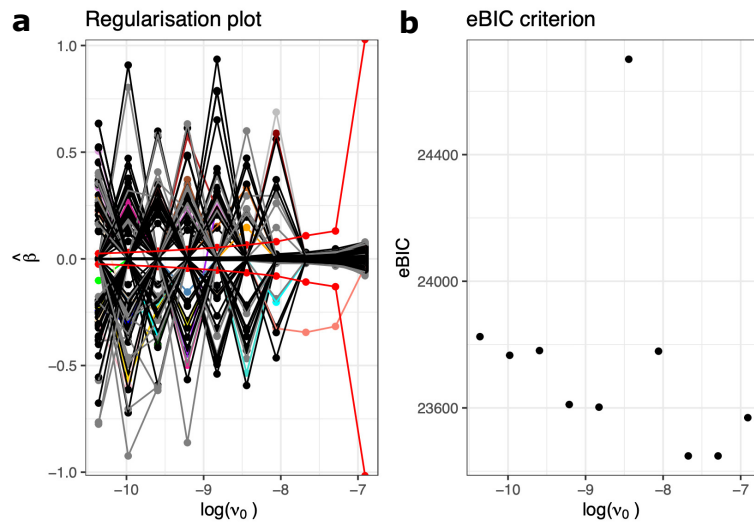 a Regularisation plot
1.0
0.5
0.0
−0.5
−1.0
β̂
−10 −9 −8 −7
log(ν₀ )
b eBIC criterion
24400
24000
23600
eBIC
−10 −9 −8 −7
log(ν₀ )